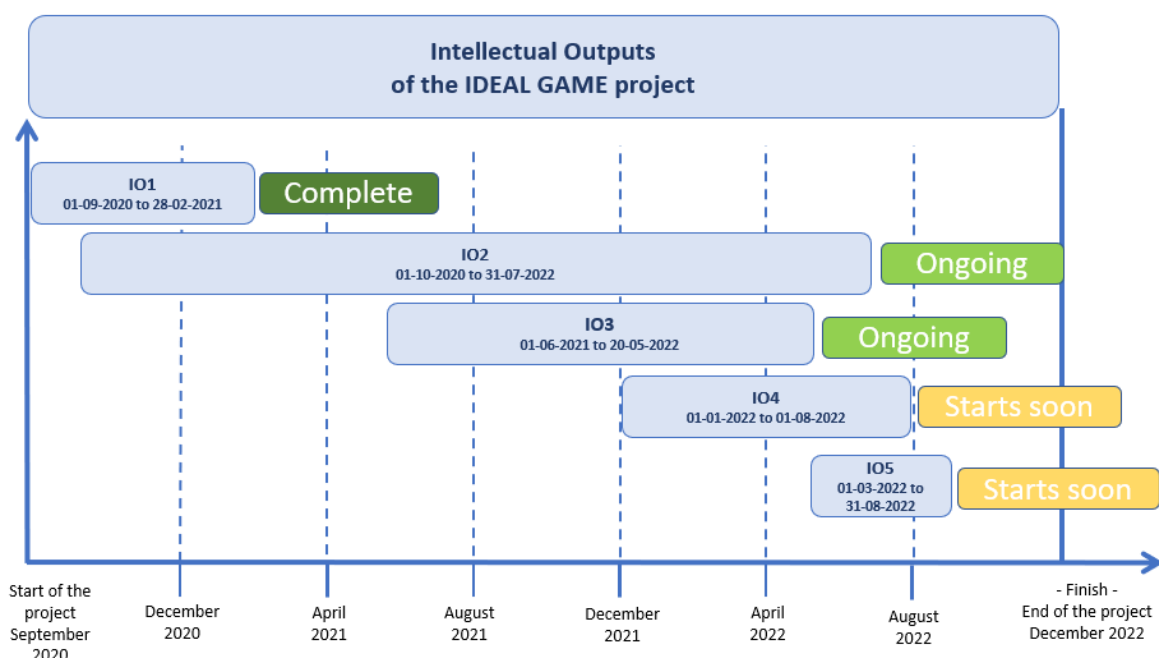 Intellectual Outputs
of the IDEAL GAME project
IO1
01-09-2020 to 28-02-2021
Complete
IO2
01-10-2020 to 31-07-2022
Ongoing
IO3
01-06-2021 to 20-05-2022
Ongoing
IO4
01-01-2022 to 01-08-2022
Starts soon
IO5
01-03-2022 to
31-08-2022
Starts soon
Start of the
project
September
2020
December
2020
April
2021
August
2021
December
2021
April
2022
August
2022
- Finish -
End of the project
December 2022